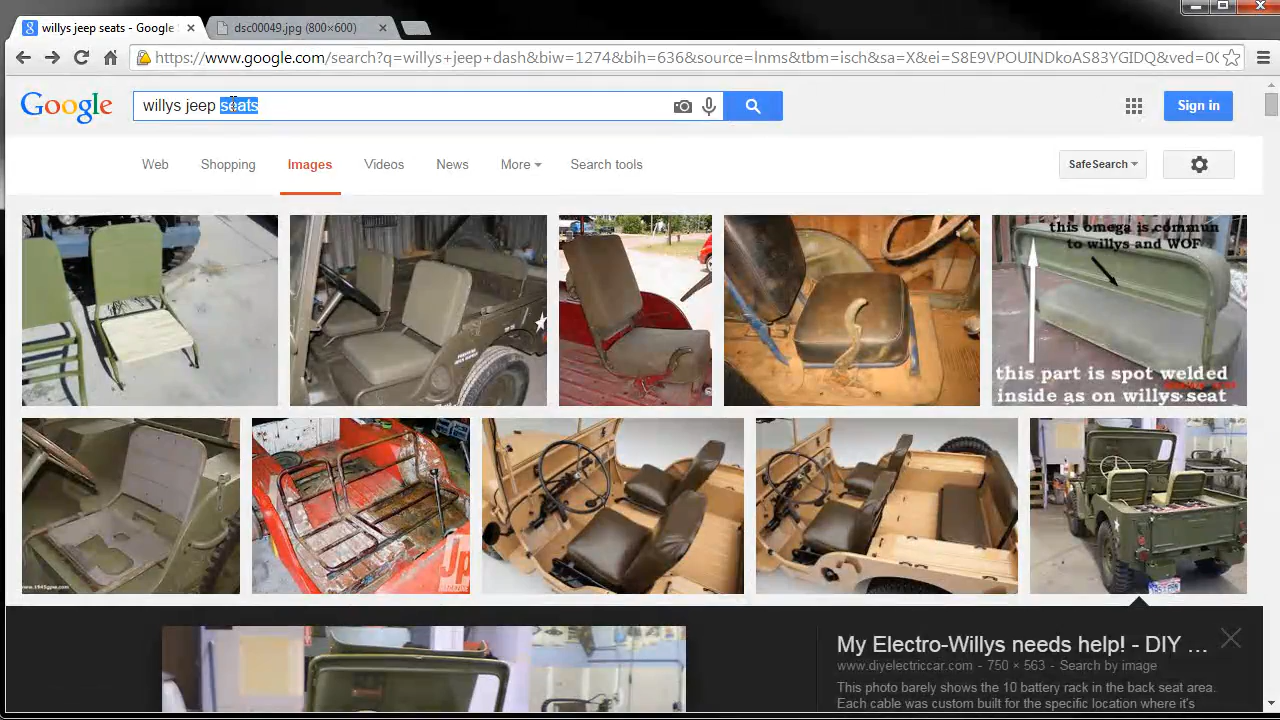 willys jeep seats - Google
dsc00049.jpg (800×600)
https://www.google.com/search?q=willys+jeep+dash&biw=1274&bih=636&source=lnms&tbm=isch&sa=X&ei=S8E9VPOUINDkoAS83YGIDQ&ved=0C
Google
willys jeep seats
Sign in
Web
Shopping
Images
Videos
News
More
Search tools
SafeSearch
this omega is commun
to willys and WOF
this part is spot welded
inside as on willys seat
Jp
My Electro-Willys needs help! - DIY ...
www.diyelectriccar.com - 750 × 563 - Search by image
This photo barely shows the 10 battery rack in the back seat area.
Each cable was custom built for the specific location where it's